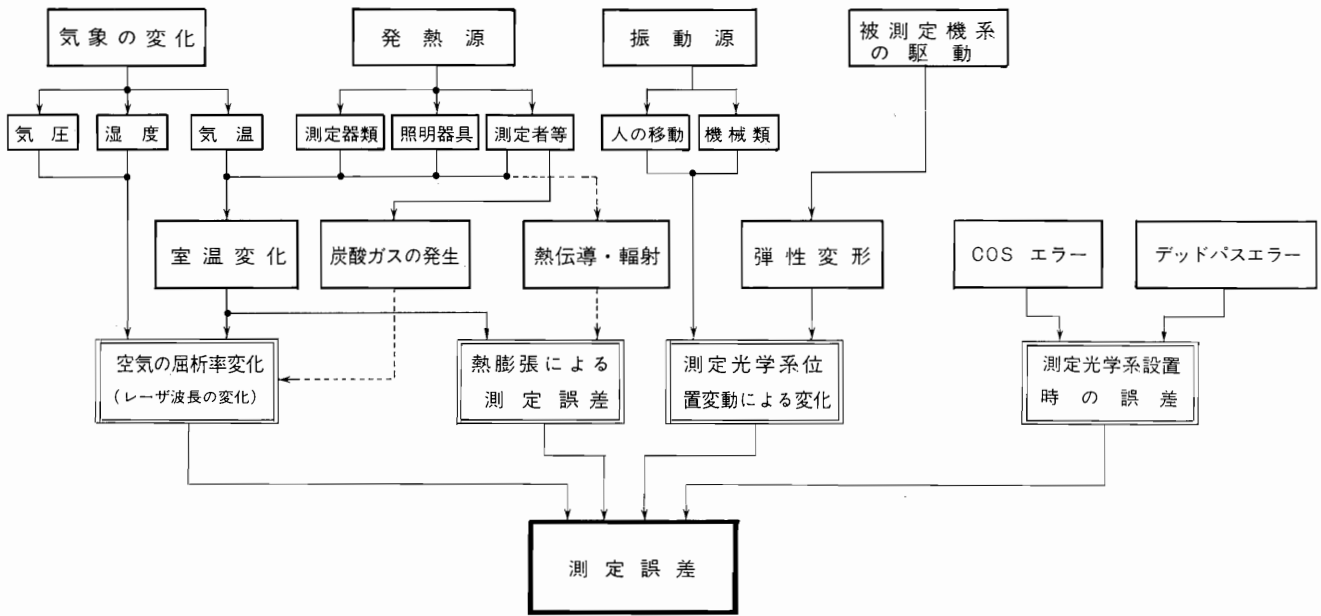 気象の変化
発熱源
振動源
被測定機系
の駆動
気圧
湿度
気温
測定器類
照明器具
測定者等
人の移動
機械類
室温変化
炭酸ガスの発生
熱伝導・輻射
弾性変形
COS エラー
デッドパスエラー
空気の屈析率変化
(レーザ波長の変化)
熱膨張による
測定誤差
測定光学系位
置変動による変化
測定光学系設置
時の誤差
測定誤差